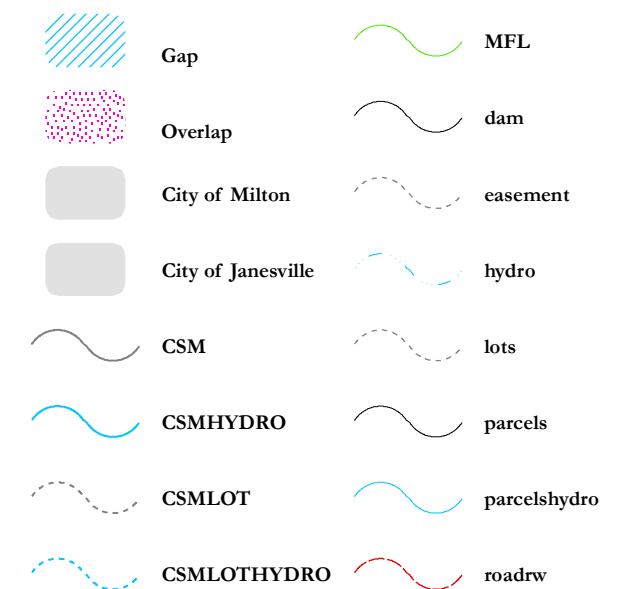 Gap
Overlap
City of Milton
City of Janesville
CSM
CSMHYDRO
CSMLOT
CSMLOTHYDRO
MFL
dam
easement
hydro
lots
parcels
parcelshydro
roadrw